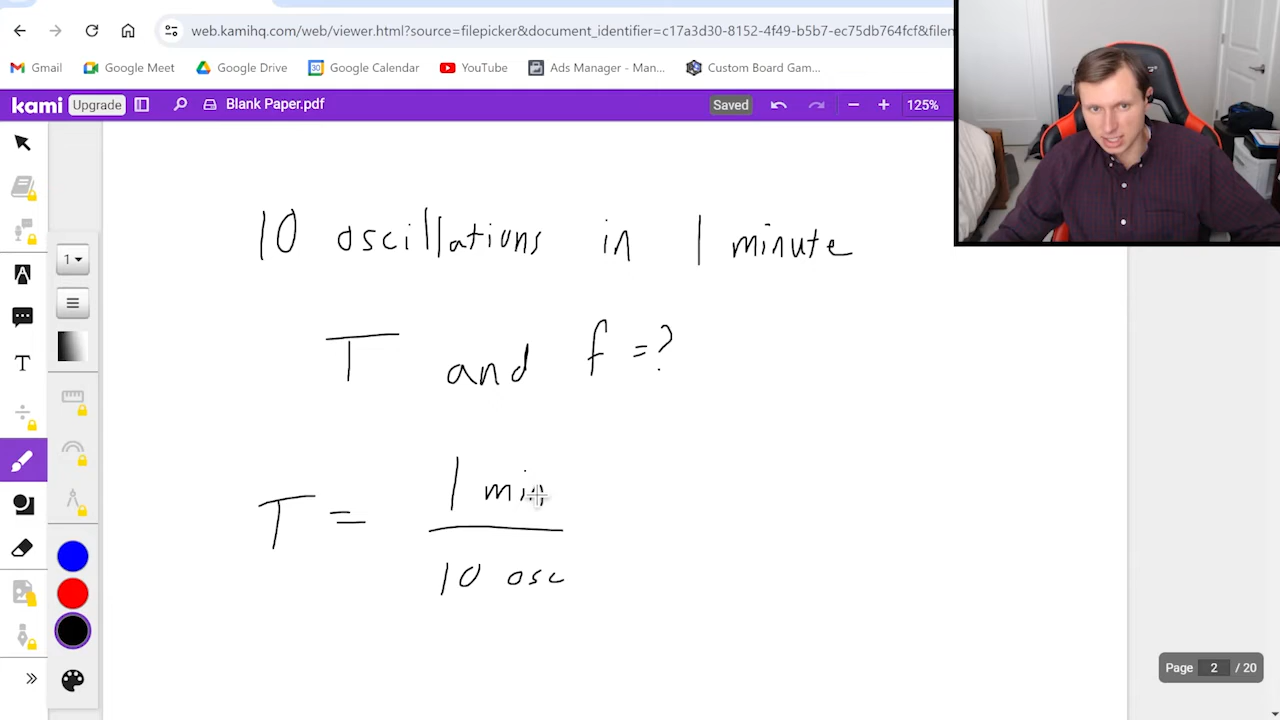 web.kamihq.com/web/viewer.html?source=filepicker&document_identifier=c17a3d30-8152-4f49-b5b7-ec75db764fcf&filen
Gmail Google Meet Google Drive 30 Google Calendar YouTube Ads Manager - Man... Custom Board Gam...
kami Upgrade Blank Paper.pdf Saved 125%
10 oscillations in 1 minute
1
T and f = ?
T
T = 1 min
10 osc
Page 2 / 20